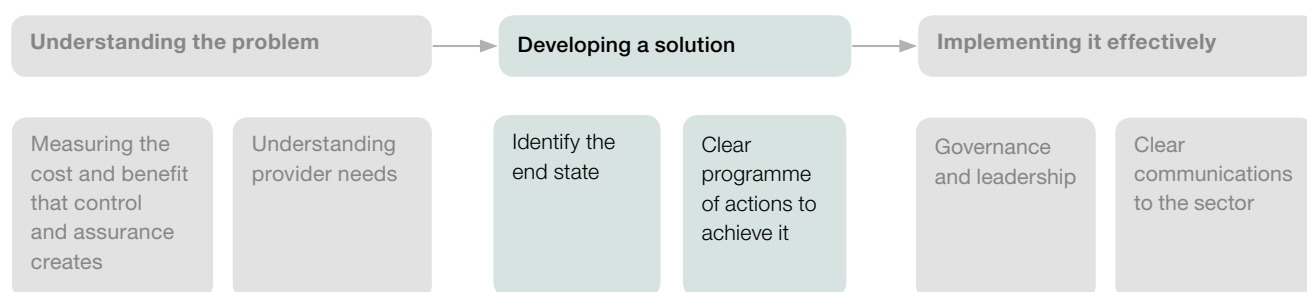 Understanding the problem
Developing a solution
Implementing it effectively
Measuring the
cost and benefit
that control
and assurance
creates
Understanding
provider needs
Identify the
end state
Clear
programme
of actions to
achieve it
Governance
and leadership
Clear
communications
to the sector